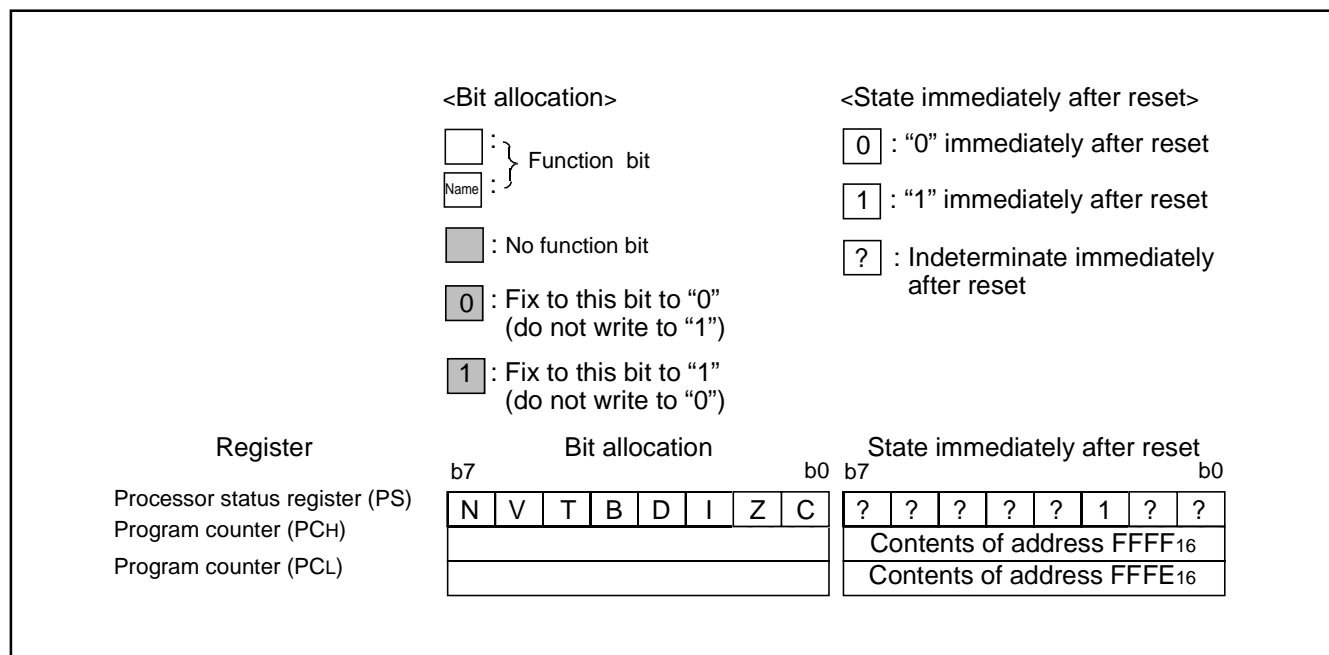 <Bit allocation>
:
Function bit
Name :
: No function bit
0 : Fix to this bit to “0”
(do not write to “1”)
1 : Fix to this bit to “1”
(do not write to “0”)
<State immediately after reset>
0 : “0” immediately after reset
1 : “1” immediately after reset
? : Indeterminate immediately
after reset
Register Bit allocation State immediately after reset
b7 b0 b7 b0
Processor status register (PS) N V T B D I Z C ? ? ? ? ? 1 ? ?
Program counter (PCH) Contents of address FFFF16
Program counter (PCL) Contents of address FFFE16